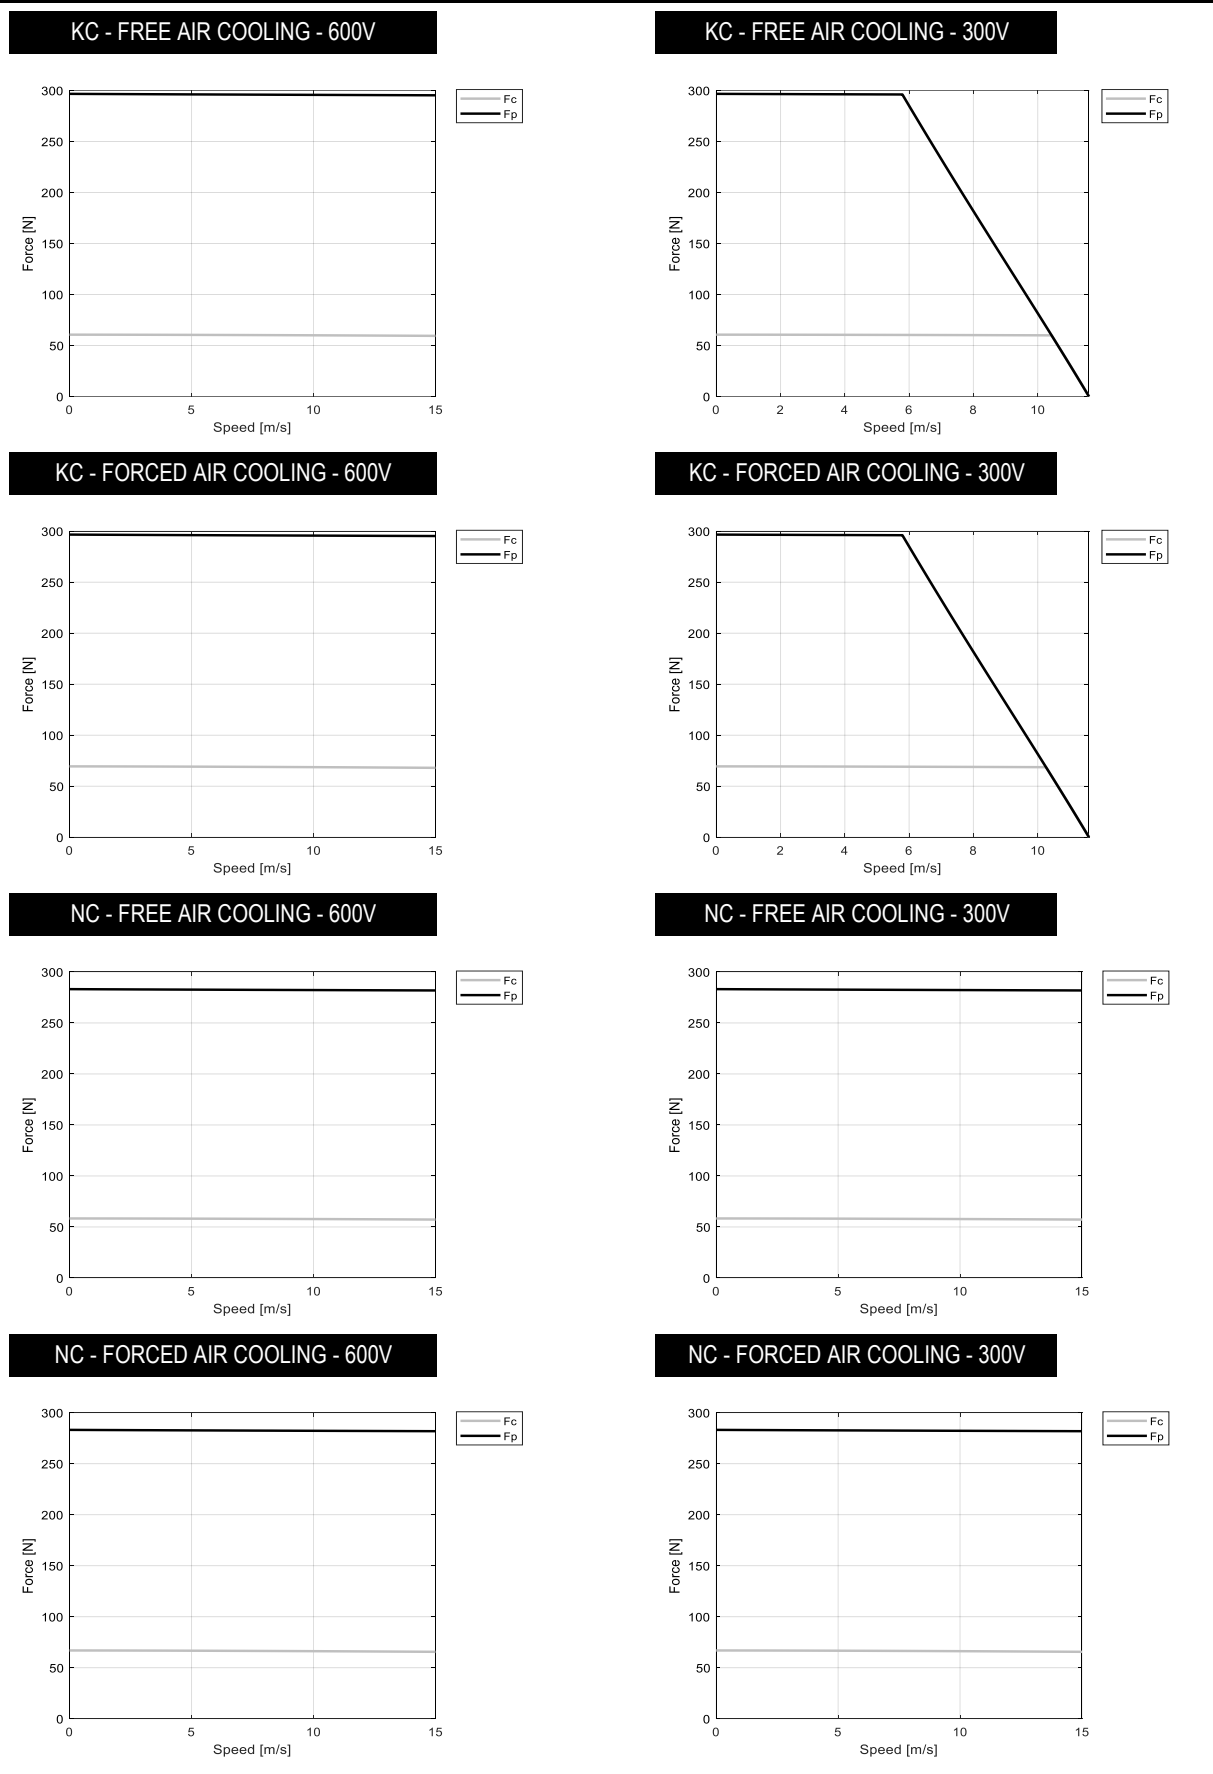 KC - FREE AIR COOLING - 600V
300
250
200
150
100
50
0
0 5 10 15
Force [N]
Speed [m/s]
Fc
Fp
KC - FREE AIR COOLING - 300V
300
250
200
150
100
50
0
0 2 4 6 8 10
Force [N]
Speed [m/s]
Fc
Fp
KC - FORCED AIR COOLING - 600V
300
250
200
150
100
50
0
0 5 10 15
Force [N]
Speed [m/s]
Fc
Fp
KC - FORCED AIR COOLING - 300V
300
250
200
150
100
50
0
0 2 4 6 8 10
Force [N]
Speed [m/s]
Fc
Fp
NC - FREE AIR COOLING - 600V
300
250
200
150
100
50
0
0 5 10 15
Force [N]
Speed [m/s]
Fc
Fp
NC - FREE AIR COOLING - 300V
300
250
200
150
100
50
0
0 5 10 15
Force [N]
Speed [m/s]
Fc
Fp
NC - FORCED AIR COOLING - 600V
300
250
200
150
100
50
0
0 5 10 15
Force [N]
Speed [m/s]
Fc
Fp
NC - FORCED AIR COOLING - 300V
300
250
200
150
100
50
0
0 5 10 15
Force [N]
Speed [m/s]
Fc
Fp